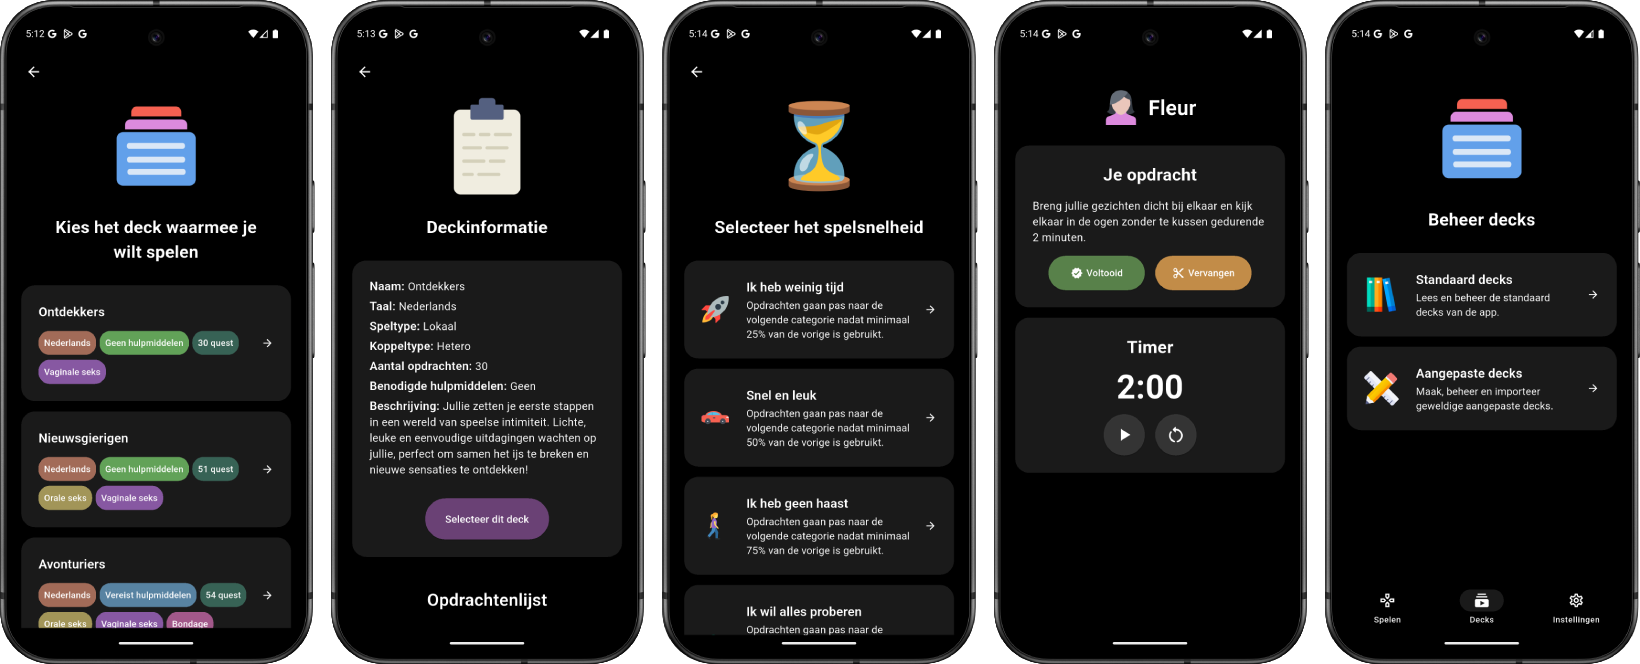 5:12 G G
Kies het deck waarmee je
wilt spelen
Ontdekkers
Nederlands Geen hulpmiddelen 30 quest
Vaginale seks
Nieuwsgierigen
Nederlands Geen hulpmiddelen 51 quest
Orale seks Vaginale seks
Avonturiers
Nederlands Vereist hulpmiddelen 54 quest
Orale seks Vaginale seks Bondage
5:13 G G
Deckinformatie
Naam: Ontdekkers
Taal: Nederlands
Speltype: Lokaal
Koppeltype: Hetero
Aantal opdrachten: 30
Benodigde hulpmiddelen: Geen
Beschrijving: Jullie zetten je eerste stappen
in een wereld van speelse intimiteit. Lichte,
leuke en eenvoudige uitdagingen wachten op
jullie, perfect om samen het ijs te breken en
nieuwe sensaties te ontdekken!
Selecteer dit deck
Opdrachtenlijst
5:14 G G
Selecteer het spelsnelheid
Ik heb weinig tijd
Opdrachten gaan pas naar de
volgende categorie nadat minimaal
25% van de vorige is gebruikt.
Snel en leuk
Opdrachten gaan pas naar de
volgende categorie nadat minimaal
50% van de vorige is gebruikt.
Ik heb geen haast
Opdrachten gaan pas naar de
volgende categorie nadat minimaal
75% van de vorige is gebruikt.
Ik wil alles proberen
Opdrachten gaan pas naar de
5:14 G G
Fleur
Je opdracht
Breng jullie gezichten dicht bij elkaar en kijk
elkaar in de ogen zonder te kussen gedurende
2 minuten.
Voltooid Vervangen
Timer
2:00
5:14 G G
Beheer decks
Standaard decks
Lees en beheer de standaard
decks van de app.
Aangepaste decks
Maak, beheer en importeer
geweldige aangepaste decks.
Spelen Decks Instellingen